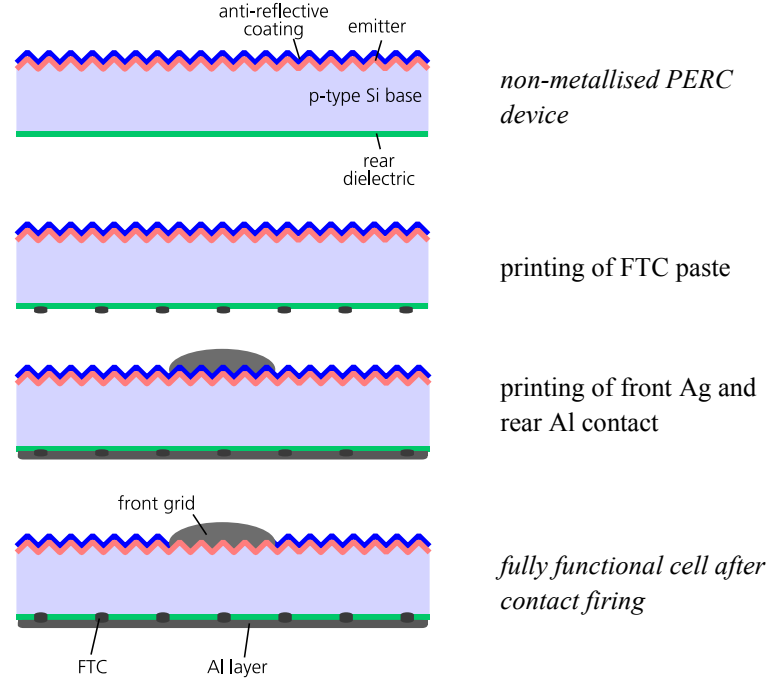 anti-reflective
coating
emitter
p-type Si base
rear
dielectric
non-metallised PERC
device
printing of FTC paste
printing of front Ag and
rear Al contact
front grid
FTC
Al layer
fully functional cell after
contact firing